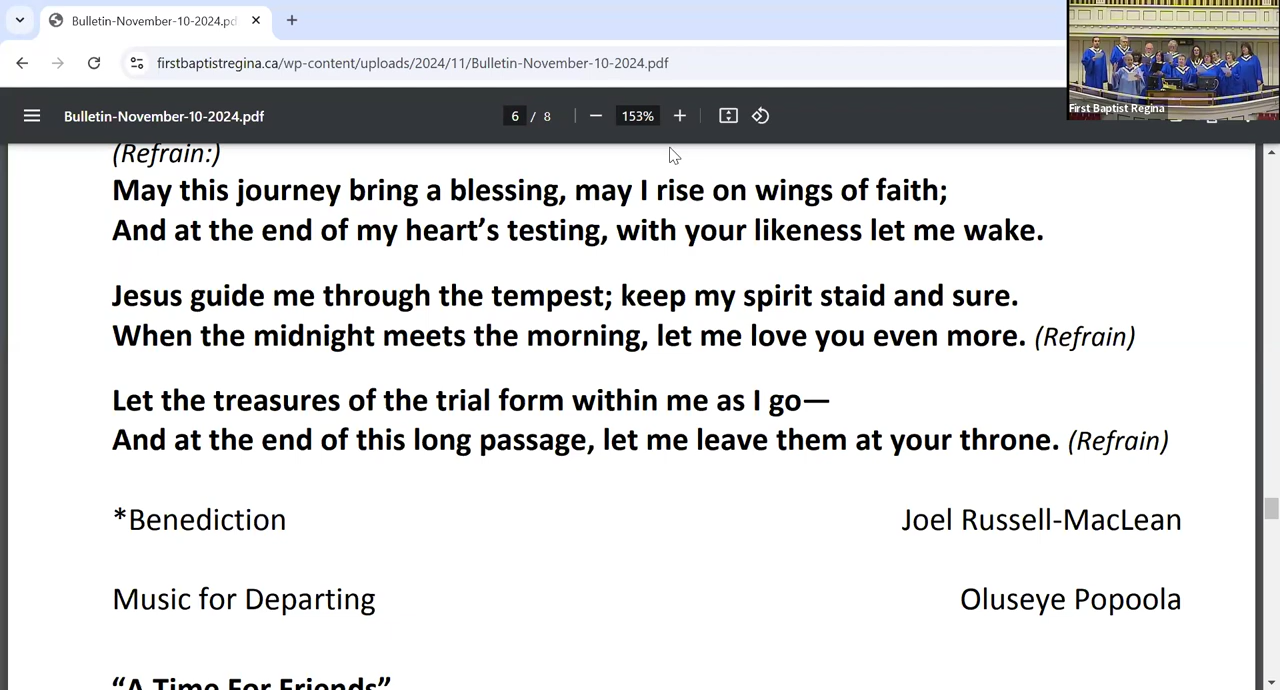 Bulletin-November-10-2024.pd
firstbaptistregina.ca/wp-content/uploads/2024/11/Bulletin-November-10-2024.pdf
Bulletin-November-10-2024.pdf
6 / 8
153%
First Baptist Regina
(Refrain:)
May this journey bring a blessing, may I rise on wings of faith;
And at the end of my heart’s testing, with your likeness let me wake.
Jesus guide me through the tempest; keep my spirit staid and sure.
When the midnight meets the morning, let me love you even more. (Refrain)
Let the treasures of the trial form within me as I go—
And at the end of this long passage, let me leave them at your throne. (Refrain)
*Benediction Joel Russell-MacLean
Music for Departing Oluseye Popoola
“A Time For Friends”